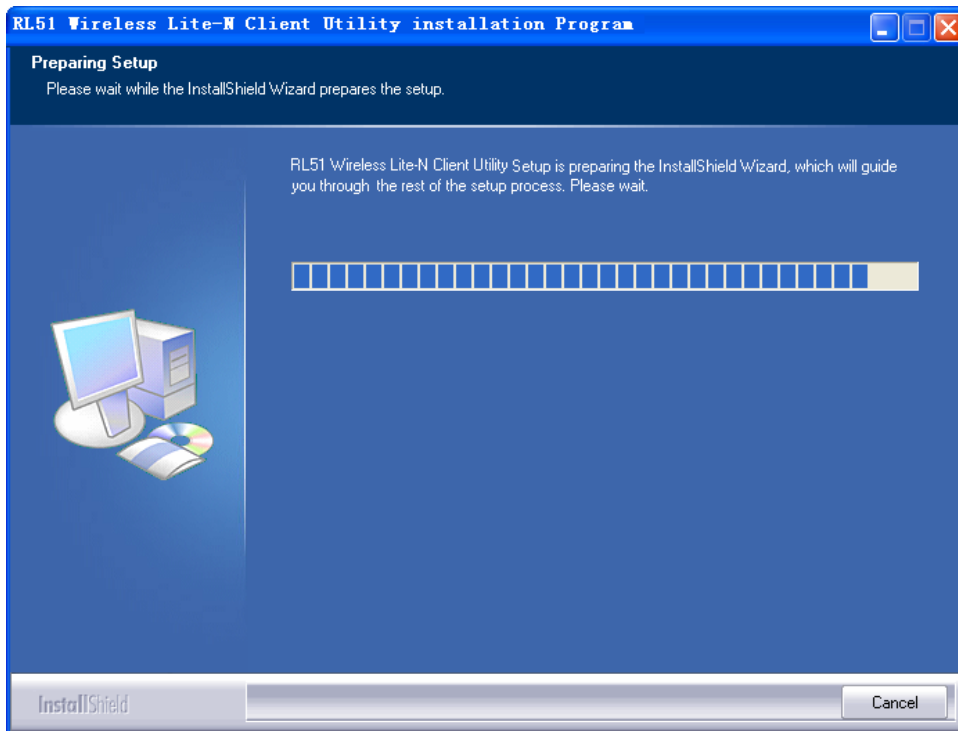 RL51 Wireless Lite-N Client Utility installation Program
Preparing Setup
Please wait while the InstallShield Wizard prepares the setup.
RL51 Wireless Lite-N Client Utility Setup is preparing the InstallShield Wizard, which will guide
you through the rest of the setup process. Please wait.
InstallShield
Cancel